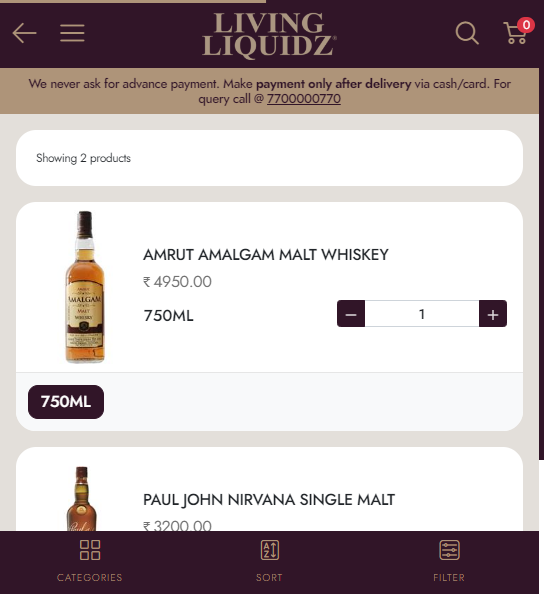 LIVING
LIQUIDZ
0
We never ask for advance payment. Make payment only after delivery via cash/card. For
query call @ 7700000770
Showing 2 products
AMRUT AMALGAM MALT WHISKEY
₹ 4950.00
AMALGAM
MALT
WHISKY
750ML
1
750ML
PAUL JOHN NIRVANA SINGLE MALT
₹ 3200.00
CATEGORIES
SORT
FILTER